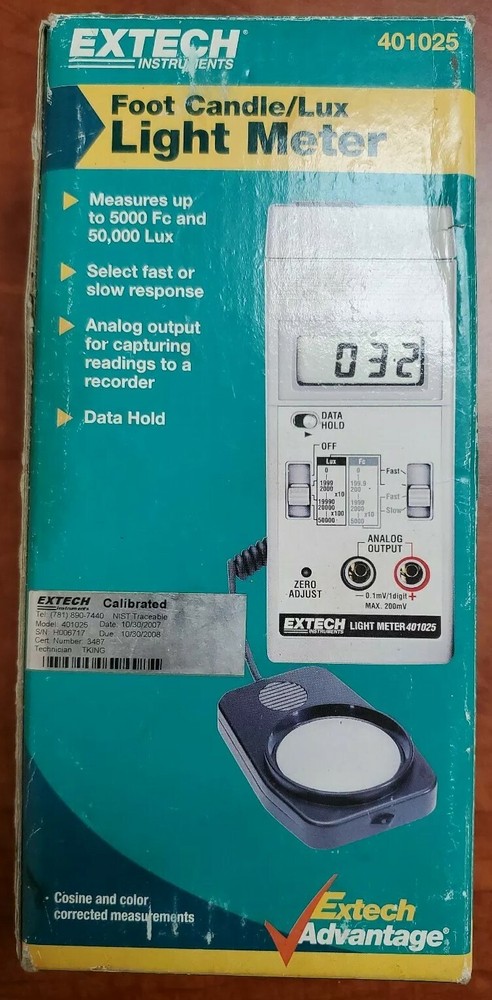 EXTECH®
INSTRUMENTS
401025
Foot Candle/Lux
Light Meter
Measures up
to 5000 Fc and
50,000 Lux
Select fast or
slow response
Analog output
for capturing
readings to a
recorder
Data Hold
032
DATA
HOLD
OFF
Lux
Fc
0
0
1999
199.9
2000
200
x10
19990
1999
20000
2000
x100
x10
50000
5000
Fast
Fast
Slow
ANALOG
OUTPUT
ZERO
ADJUST
+
0.1mV/1digit
MAX. 200mV
EXTECH
INSTRUMENTS
LIGHT METER 401025
EXTECH
Instruments
Calibrated
Tel: (781) 890-7440 NIST Traceable
Model: 401025 Date: 10/30/2007
S/N: H006717 Due: 10/30/2008
Cert. Number: 3487
Technician TKING
Cosine and color
corrected measurements
Extech
Advantage®